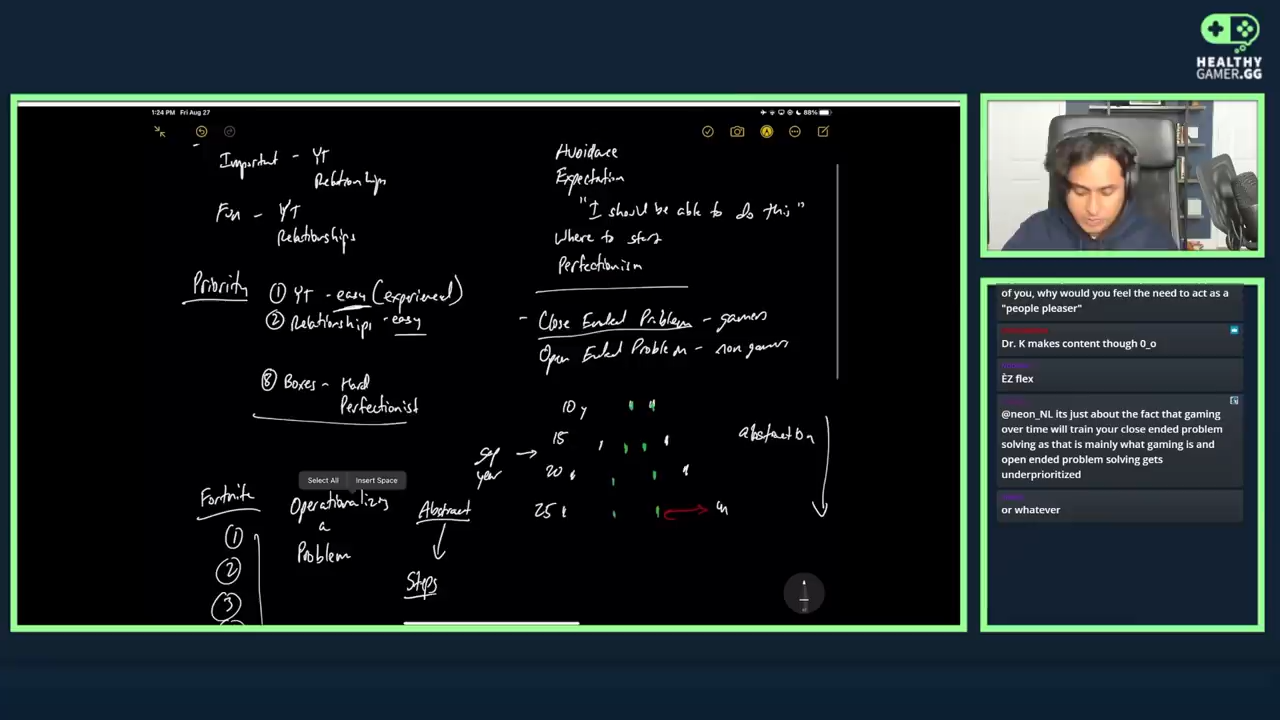 HEALTHY
GAMER.GG
1:24 PM Fri Aug 27
88%
Important - YT
Relationships
Fun - YT
Relationships
Priority
① YT - easy (experienced)
② Relationships - easy
⑧ Boxes - Hard
Perfectionist
Avoidance
Expectation
"I should be able to do this"
Where to start
Perfectionism
- Close Ended Problem - gamers
Open Ended Problem - non gamers
10 y
15
gap year → 20
25
abstraction
Select All Insert Space
Fortnite
①
②
③
Operationalizing
a
Problem
Abstract
Steps
of you, why would you feel the need to act as a
"people pleaser"
Dr. K makes content though 0_o
EZ flex
@neon_NL its just about the fact that gaming
over time will train your close ended problem
solving as that is mainly what gaming is and
open ended problem solving gets
underprioritized
or whatever